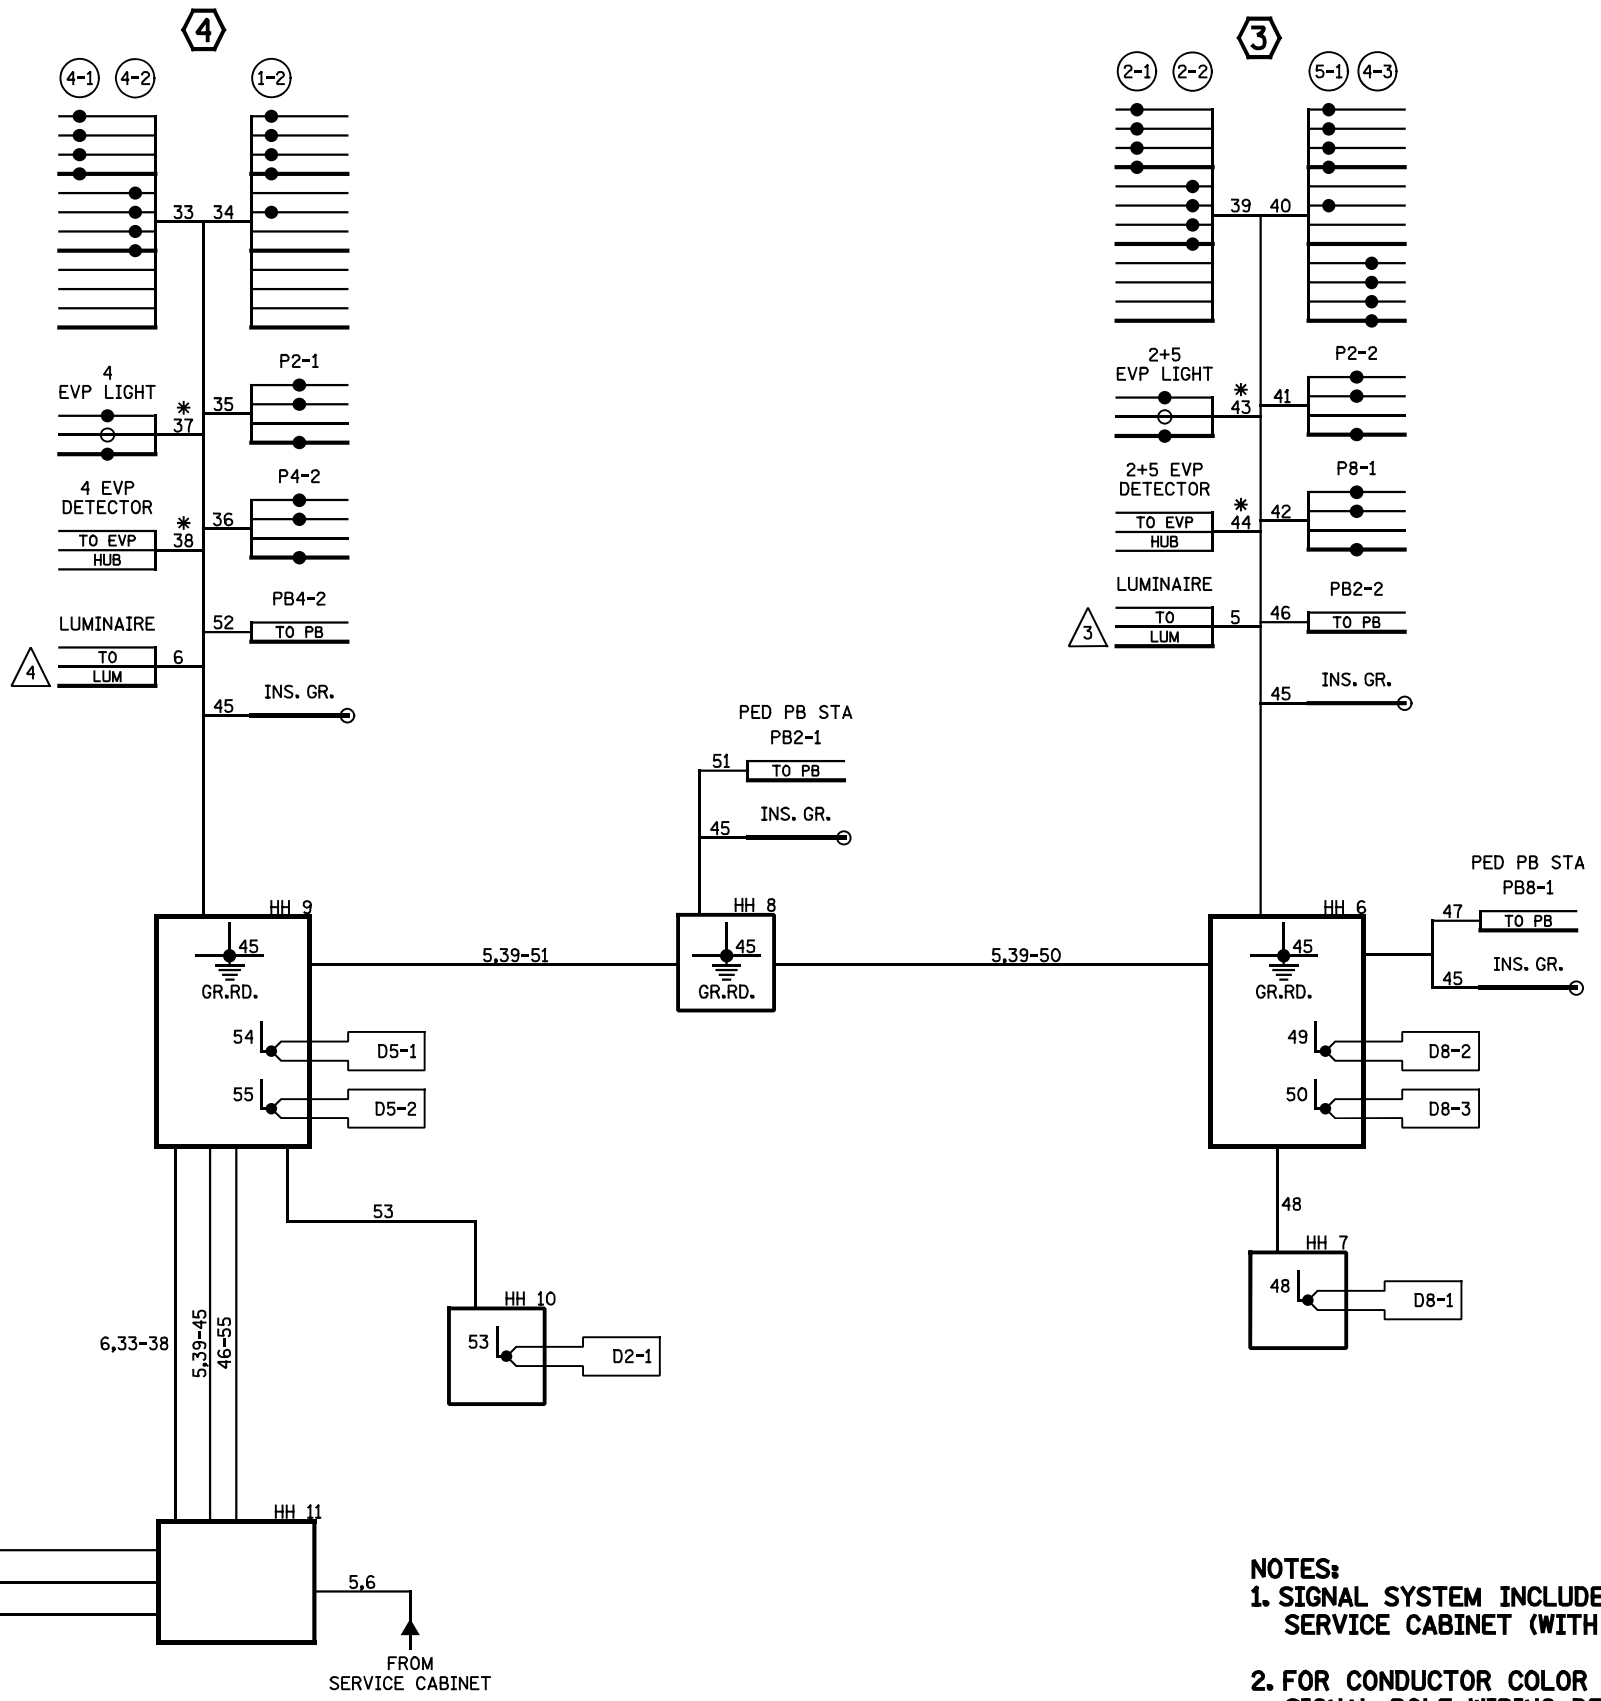 4
3
4-1 4-2 1-2
2-1 2-2 5-1 4-3
33 34
39 40
4
EVP LIGHT
*
37
P2-1
35
4 EVP
DETECTOR
*
38
TO EVP
HUB
P4-2
36
PB4-2
52
TO PB
LUMINAIRE
4
TO
LUM
6
INS. GR.
45
2+5
EVP LIGHT
*
43
P2-2
41
2+5 EVP
DETECTOR
*
44
TO EVP
HUB
P8-1
42
LUMINAIRE
3
TO
LUM
5
PB2-2
46
TO PB
INS. GR.
45
PED PB STA
PB2-1
51
TO PB
INS. GR.
45
PED PB STA
PB8-1
47
TO PB
INS. GR.
45
HH 9
45
GR.RD.
54
D5-1
55
D5-2
5,39-51
HH 8
45
GR.RD.
5,39-50
HH 6
45
GR.RD.
49
D8-2
50
D8-3
53
48
HH 7
48
D8-1
HH 10
53
D2-1
6,33-38
5,39-45
46-55
HH 11
5,6
FROM
SERVICE CABINET
NOTES:
1. SIGNAL SYSTEM INCLUDE
SERVICE CABINET (WITH
2. FOR CONDUCTOR COLOR